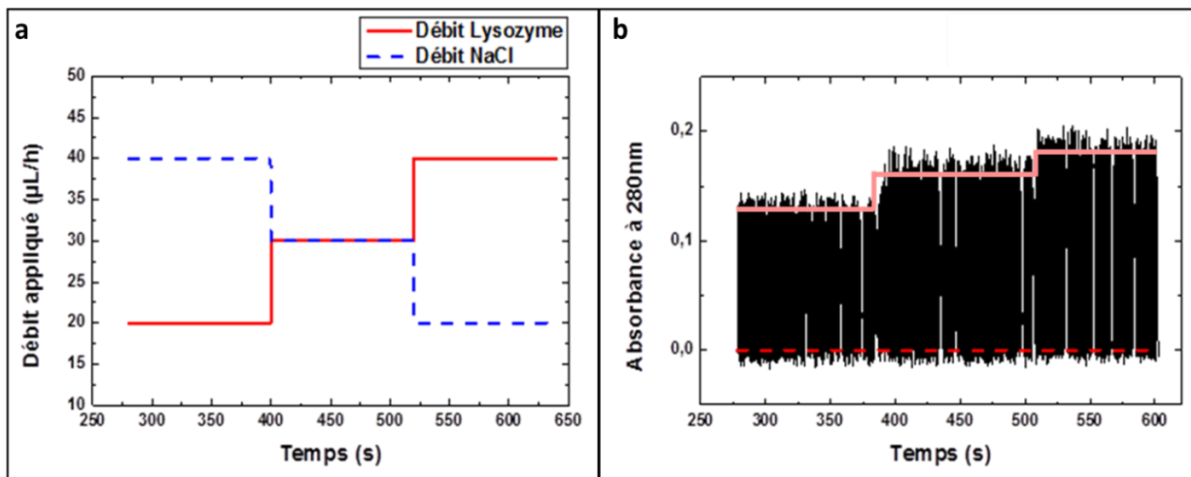 a
Débit Lysozyme
Débit NaCl
Débit appliqué (µL/h)
50
45
40
35
30
25
20
15
10
250 300 350 400 450 500 550 600 650
Temps (s)
b
Absorbance à 280nm
0,2
0,1
0,0
250 300 350 400 450 500 550 600
Temps (s)